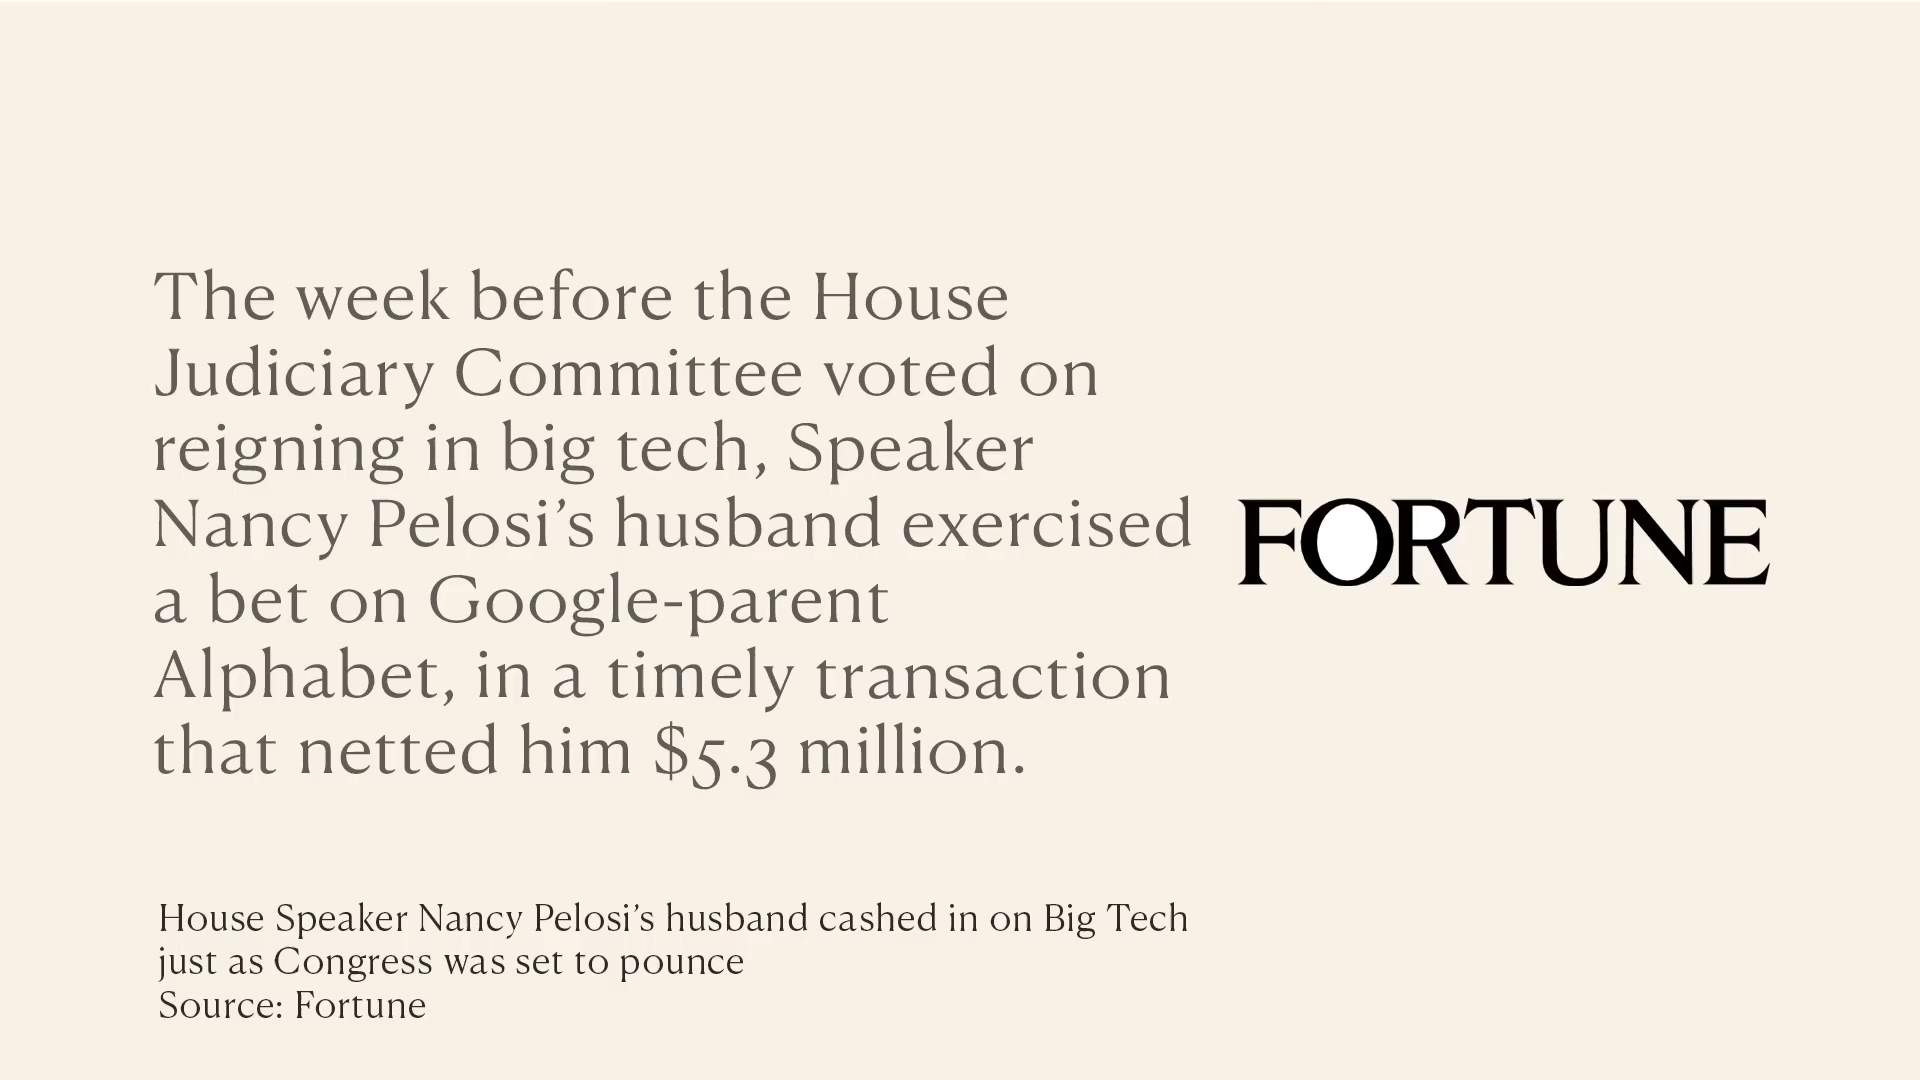 The week before the House
Judiciary Committee voted on
reigning in big tech, Speaker
Nancy Pelosi’s husband exercised
a bet on Google-parent
Alphabet, in a timely transaction
that netted him $5.3 million.
FORTUNE
House Speaker Nancy Pelosi’s husband cashed in on Big Tech
just as Congress was set to pounce
Source: Fortune